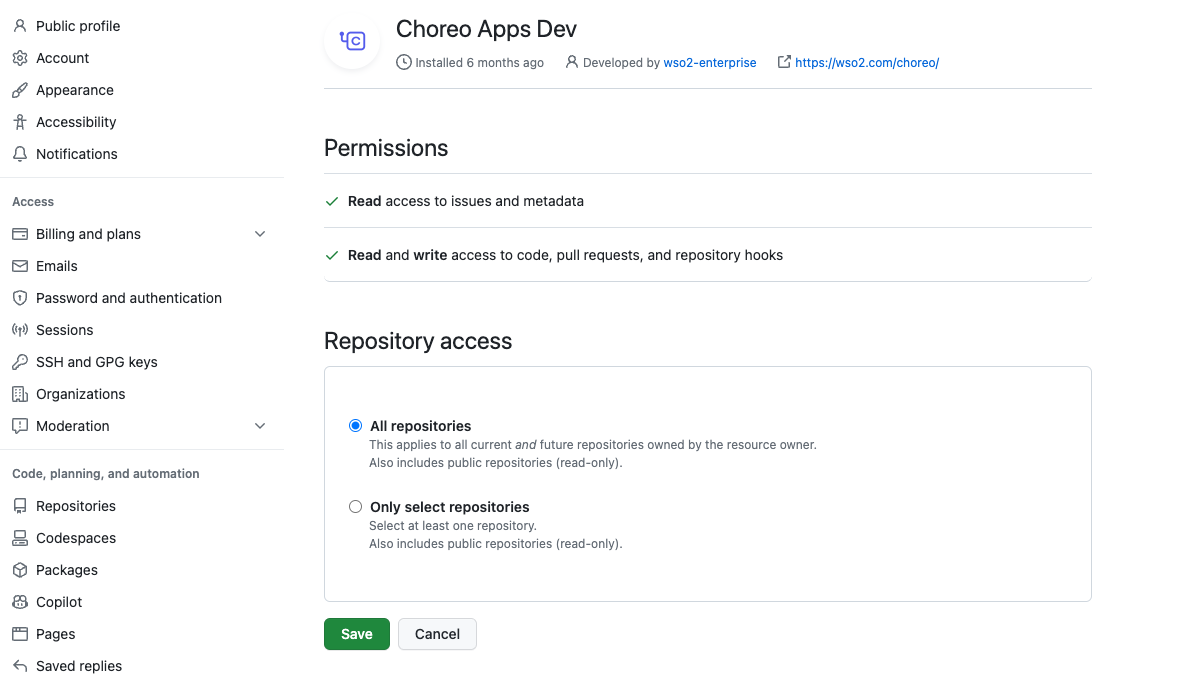 Public profile
Account
Appearance
Accessibility
Notifications
Access
Billing and plans
Emails
Password and authentication
Sessions
SSH and GPG keys
Organizations
Moderation
Code, planning, and automation
Repositories
Codespaces
Packages
Copilot
Pages
Saved replies
C
Choreo Apps Dev
Installed 6 months ago Developed by wso2-enterprise https://wso2.com/choreo/
Permissions
Read access to issues and metadata
Read and write access to code, pull requests, and repository hooks
Repository access
All repositories
This applies to all current and future repositories owned by the resource owner.
Also includes public repositories (read-only).
Only select repositories
Select at least one repository.
Also includes public repositories (read-only).
Save Cancel